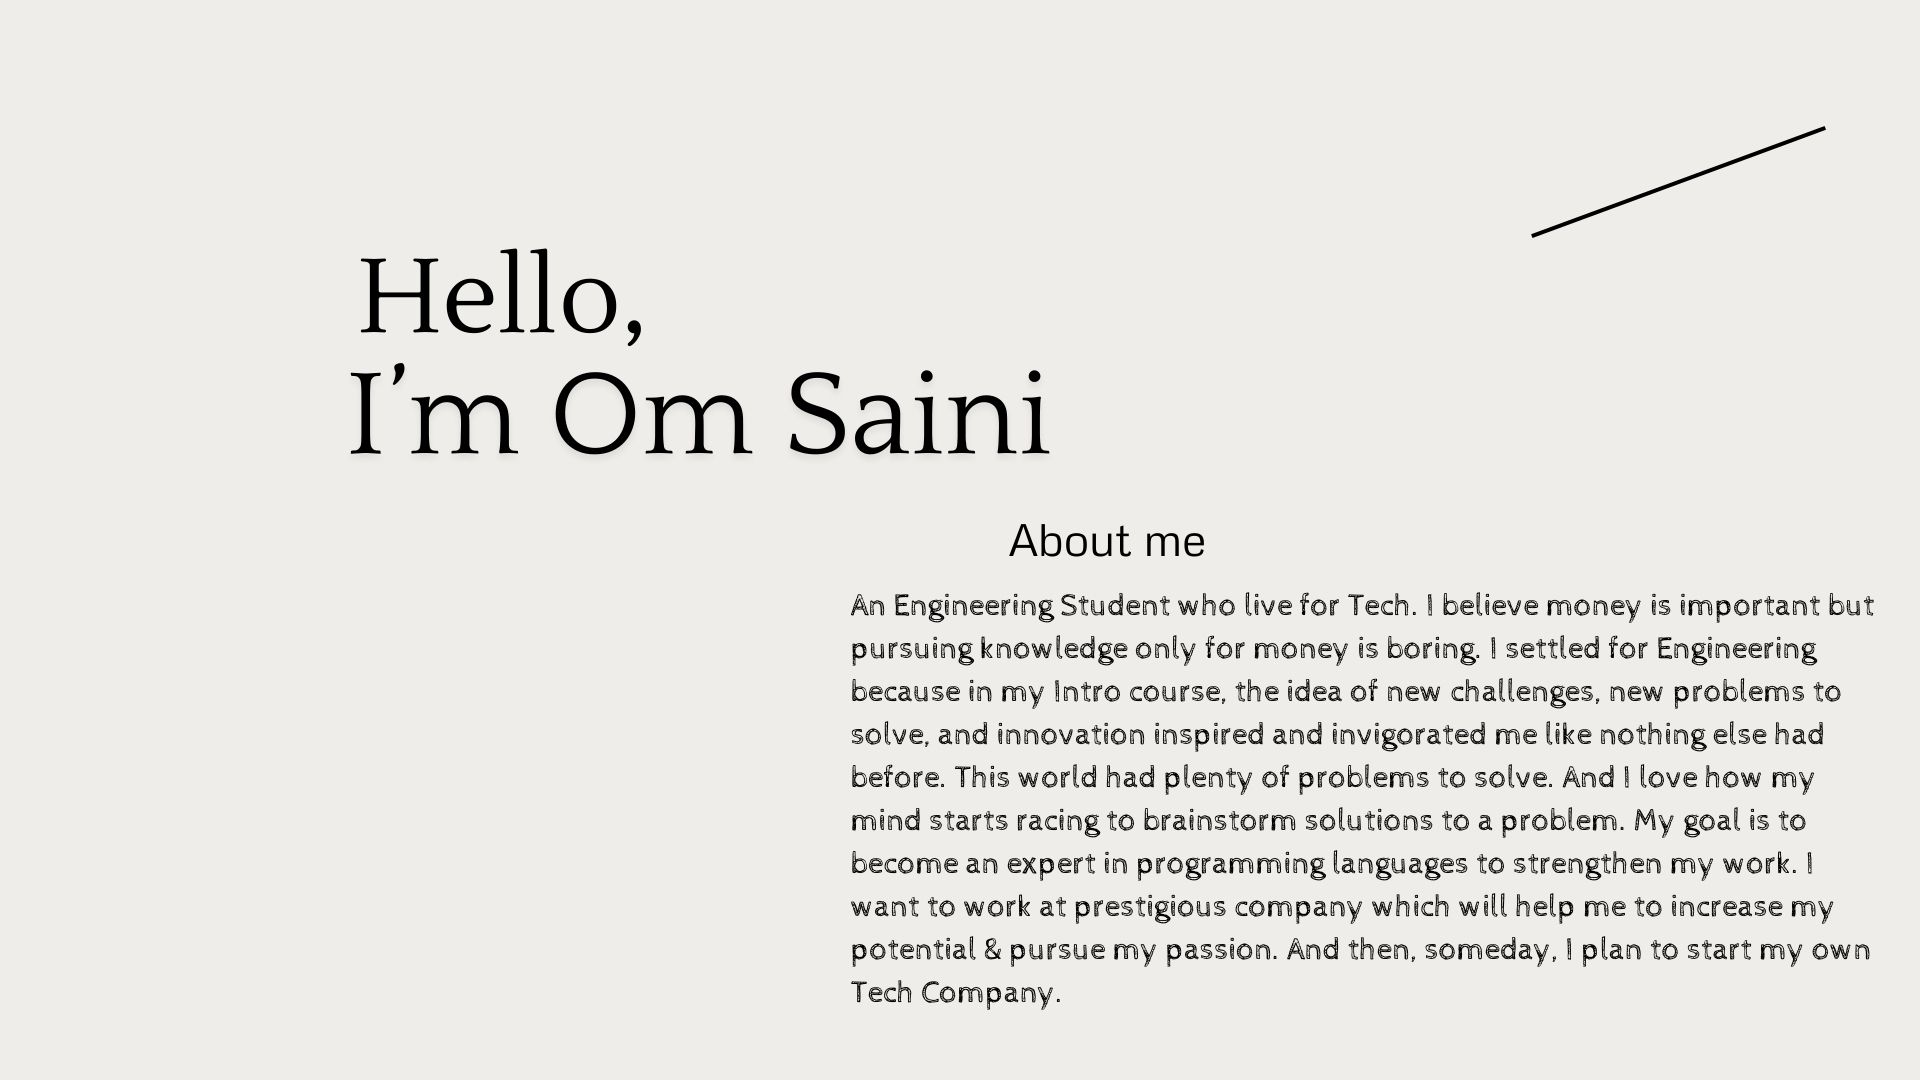 Hello,
I’m Om Saini
About me
An Engineering Student who live for Tech. I believe money is important but
pursuing knowledge only for money is boring. I settled for Engineering
because in my Intro course, the idea of new challenges, new problems to
solve, and innovation inspired and invigorated me like nothing else had
before. This world had plenty of problems to solve. And I love how my
mind starts racing to brainstorm solutions to a problem. My goal is to
become an expert in programming languages to strengthen my work. I
want to work at prestigious company which will help me to increase my
potential & pursue my passion. And then, someday, I plan to start my own
Tech Company.